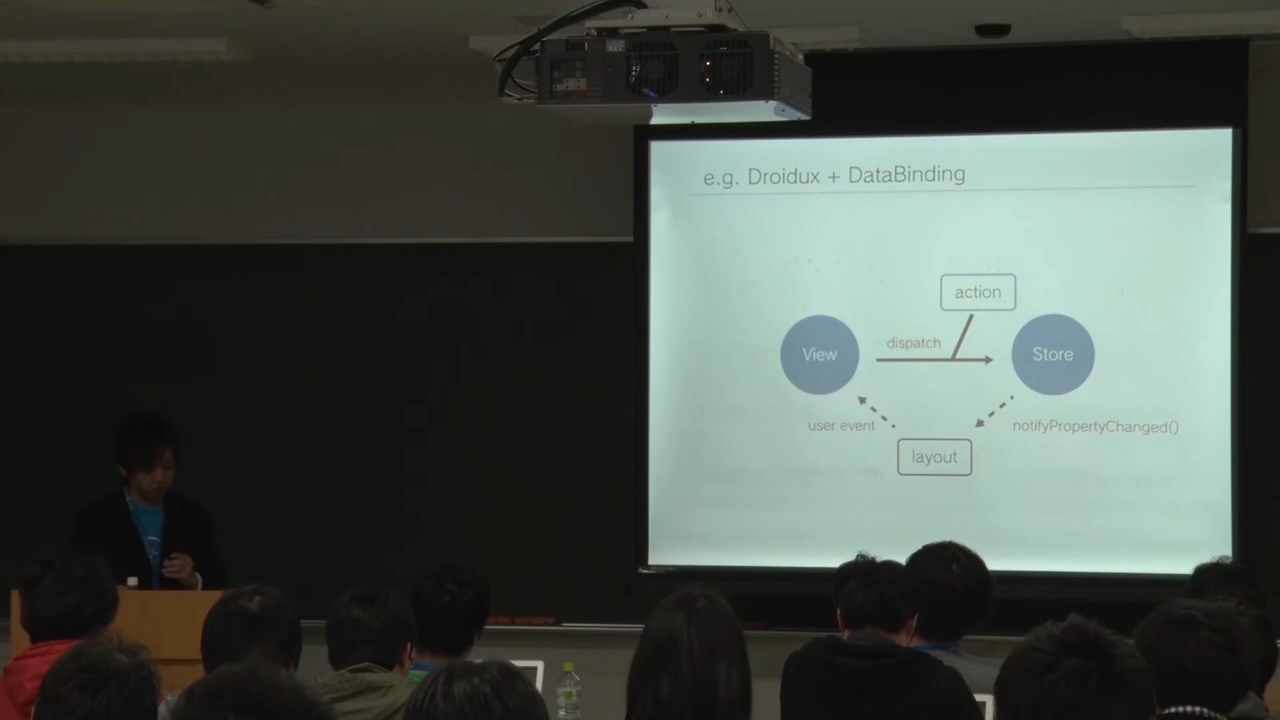 e.g. Droidux + DataBinding
action
View
dispatch
Store
user event
notifyPropertyChanged()
layout